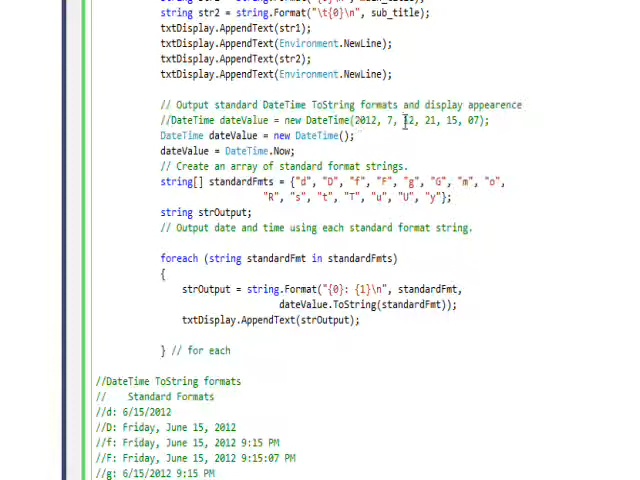 string str2 = string.Format("\t{0}\n", sub_title);
txtDisplay.AppendText(str1);
txtDisplay.AppendText(Environment.NewLine);
txtDisplay.AppendText(str2);
txtDisplay.AppendText(Environment.NewLine);
// Output standard DateTime ToString formats and display appearence
//DateTime dateValue = new DateTime(2012, 7, 12, 21, 15, 07);
DateTime dateValue = new DateTime();
dateValue = DateTime.Now;
// Create an array of standard format strings.
string[] standardFmts = {"d", "D", "f", "F", "g", "G", "m", "o",
"R", "s", "t", "T", "u", "U", "y"};
string strOutput;
// Output date and time using each standard format string.
foreach (string standardFmt in standardFmts)
{
strOutput = string.Format("{0}: {1}\n", standardFmt,
dateValue.ToString(standardFmt));
txtDisplay.AppendText(strOutput);
} // for each
//DateTime ToString formats
// Standard Formats
//d: 6/15/2012
//D: Friday, June 15, 2012
//f: Friday, June 15, 2012 9:15 PM
//F: Friday, June 15, 2012 9:15:07 PM
//g: 6/15/2012 9:15 PM